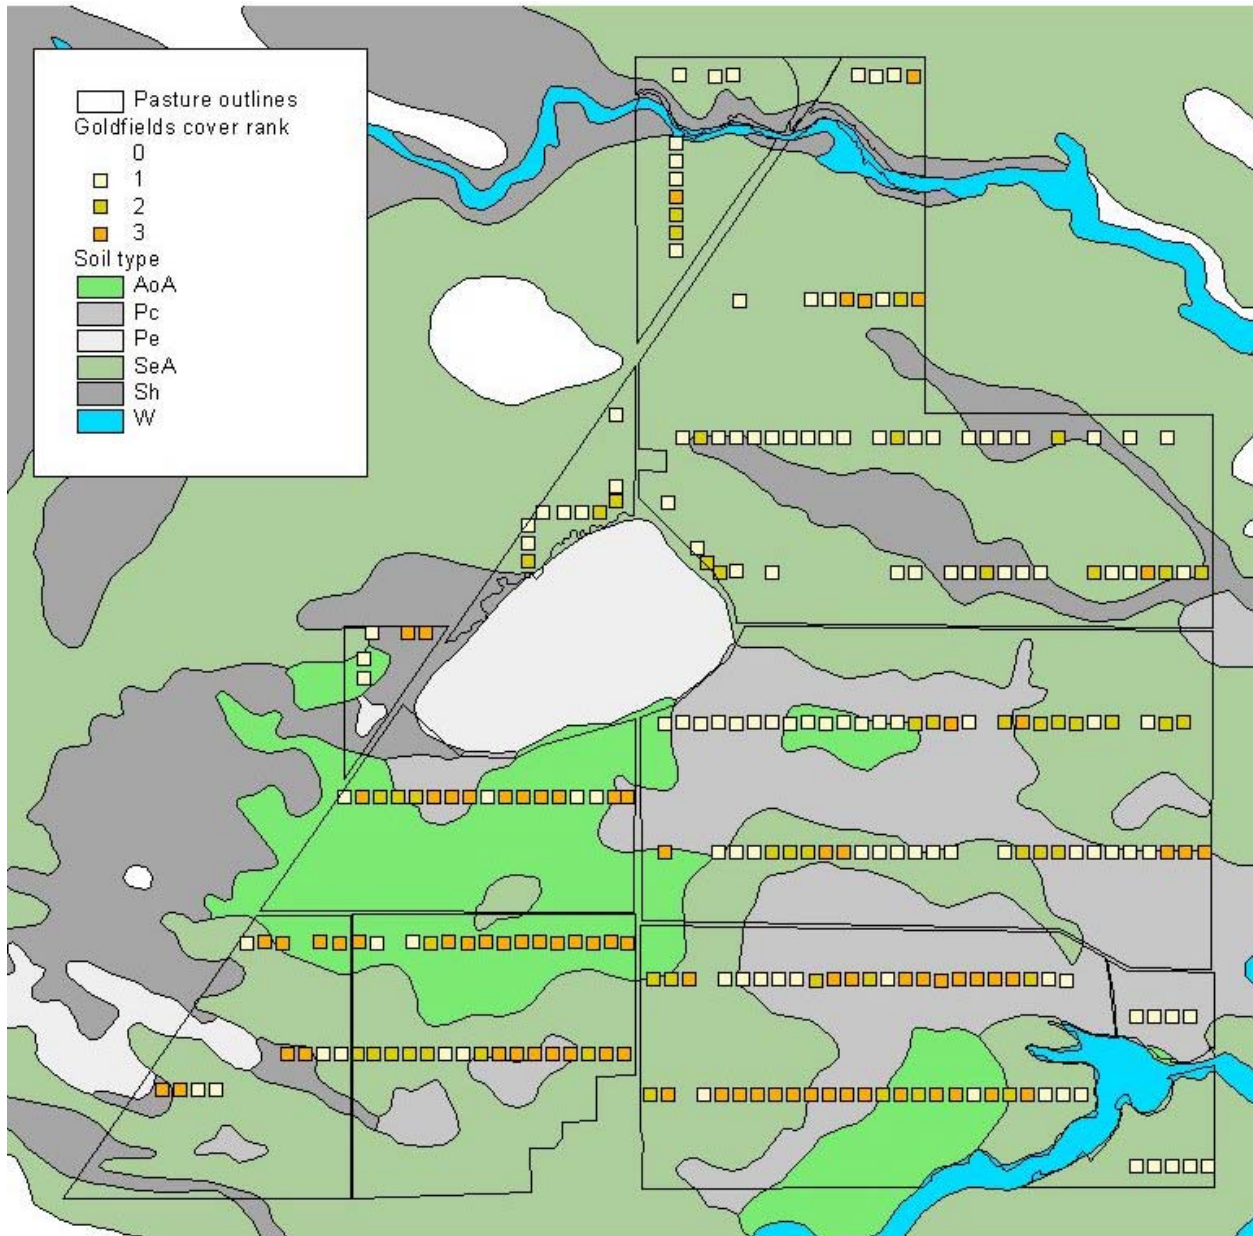 Pasture outlines
Goldfields cover rank
0
1
2
3
Soil type
AoA
Pc
Pe
SeA
Sh
W